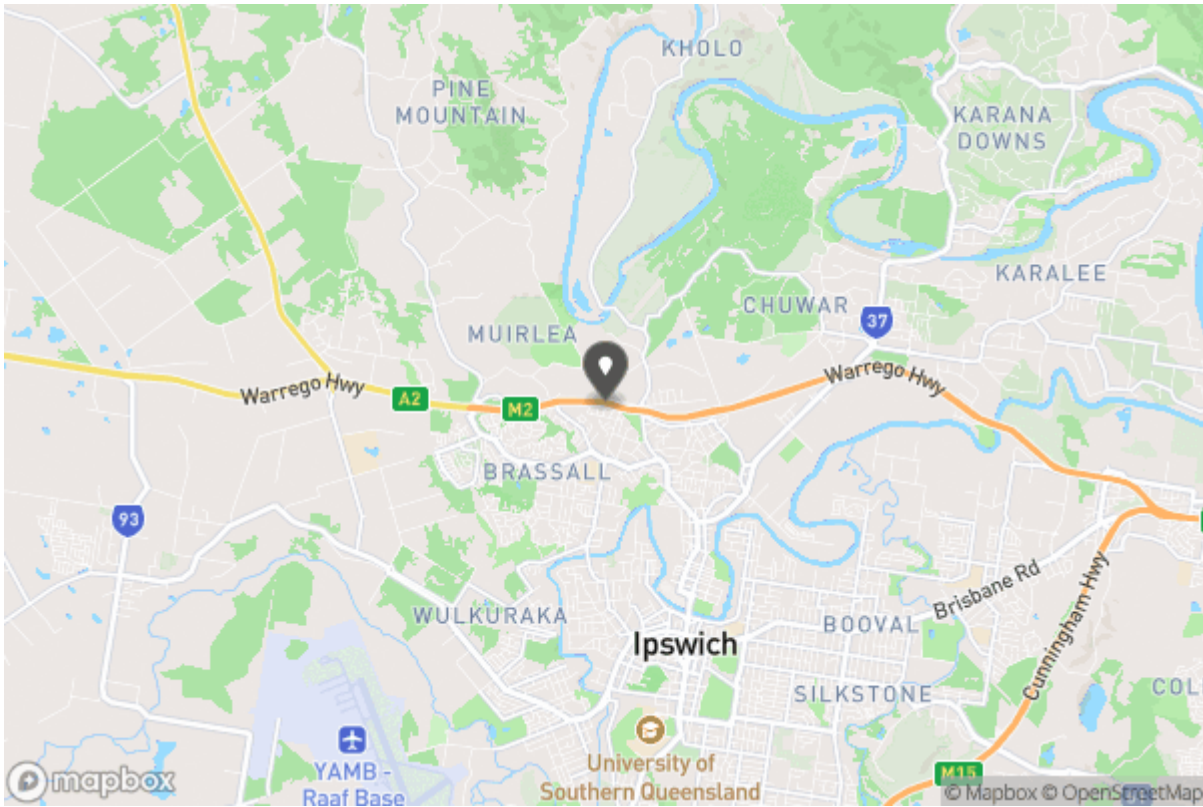 KHOLO
PINE
MOUNTAIN
KARANA
DOWNS
KARALEE
CHUWAR
37
MUIRLEA
Warrego Hwy
Warrego Hwy
A2
M2
BRASSALL
93
Brisbane Rd
Cunningham Hwy
WULKURAKA
Ipswich
BOOVAL
SILKSTONE
COL
University of
Southern Queensland
YAMB -
Raaf Base
M15
mapbox
© Mapbox © OpenStreetMap